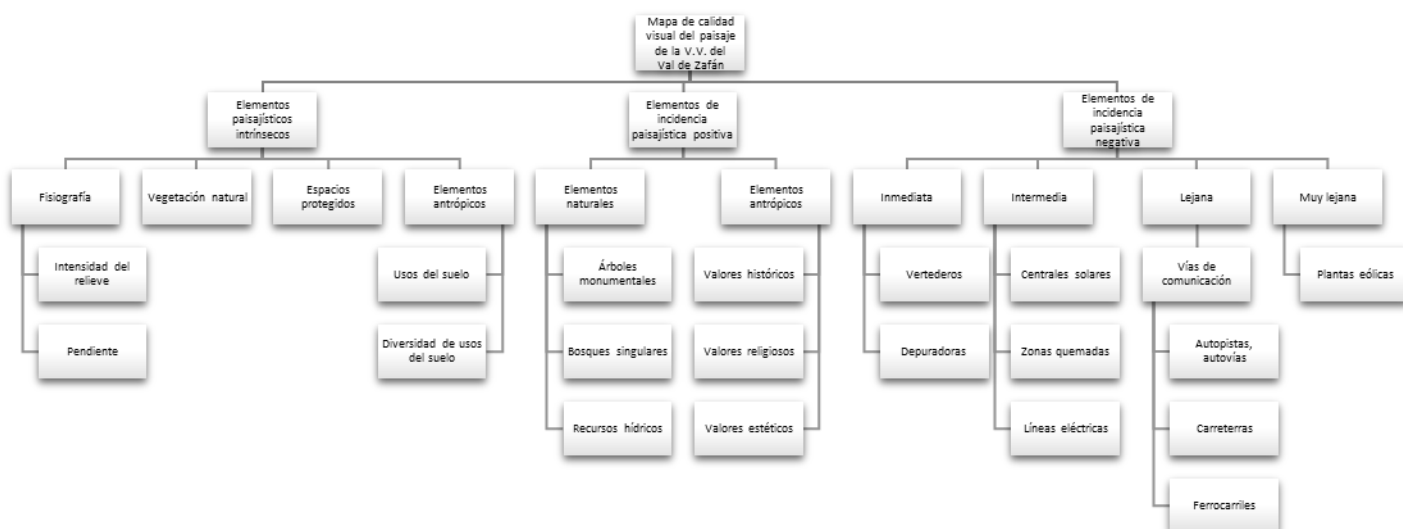 Mapa de calidad
visual del paisaje
de la V.V. del
Val de Zafán
Elementos
paisajísticos
intrínsecos
Elementos de
incidencia
paisajística positiva
Elementos de
incidencia
paisajística
negativa
Fisiografía
Vegetación natural
Espacios
protegidos
Elementos
antrópicos
Elementos
naturales
Elementos
antrópicos
Inmediata
Intermedia
Lejana
Muy lejana
Intensidad del
relieve
Usos del suelo
Árboles
monumentales
Valores históricos
Vertederos
Centrales solares
Vías de
comunicación
Plantas eólicas
Pendiente
Diversidad de usos
del suelo
Bosques singulares
Valores religiosos
Depuradoras
Zonas quemadas
Autopistas,
autovías
Recursos hídricos
Valores estéticos
Líneas eléctricas
Carreterras
Ferrocarriles